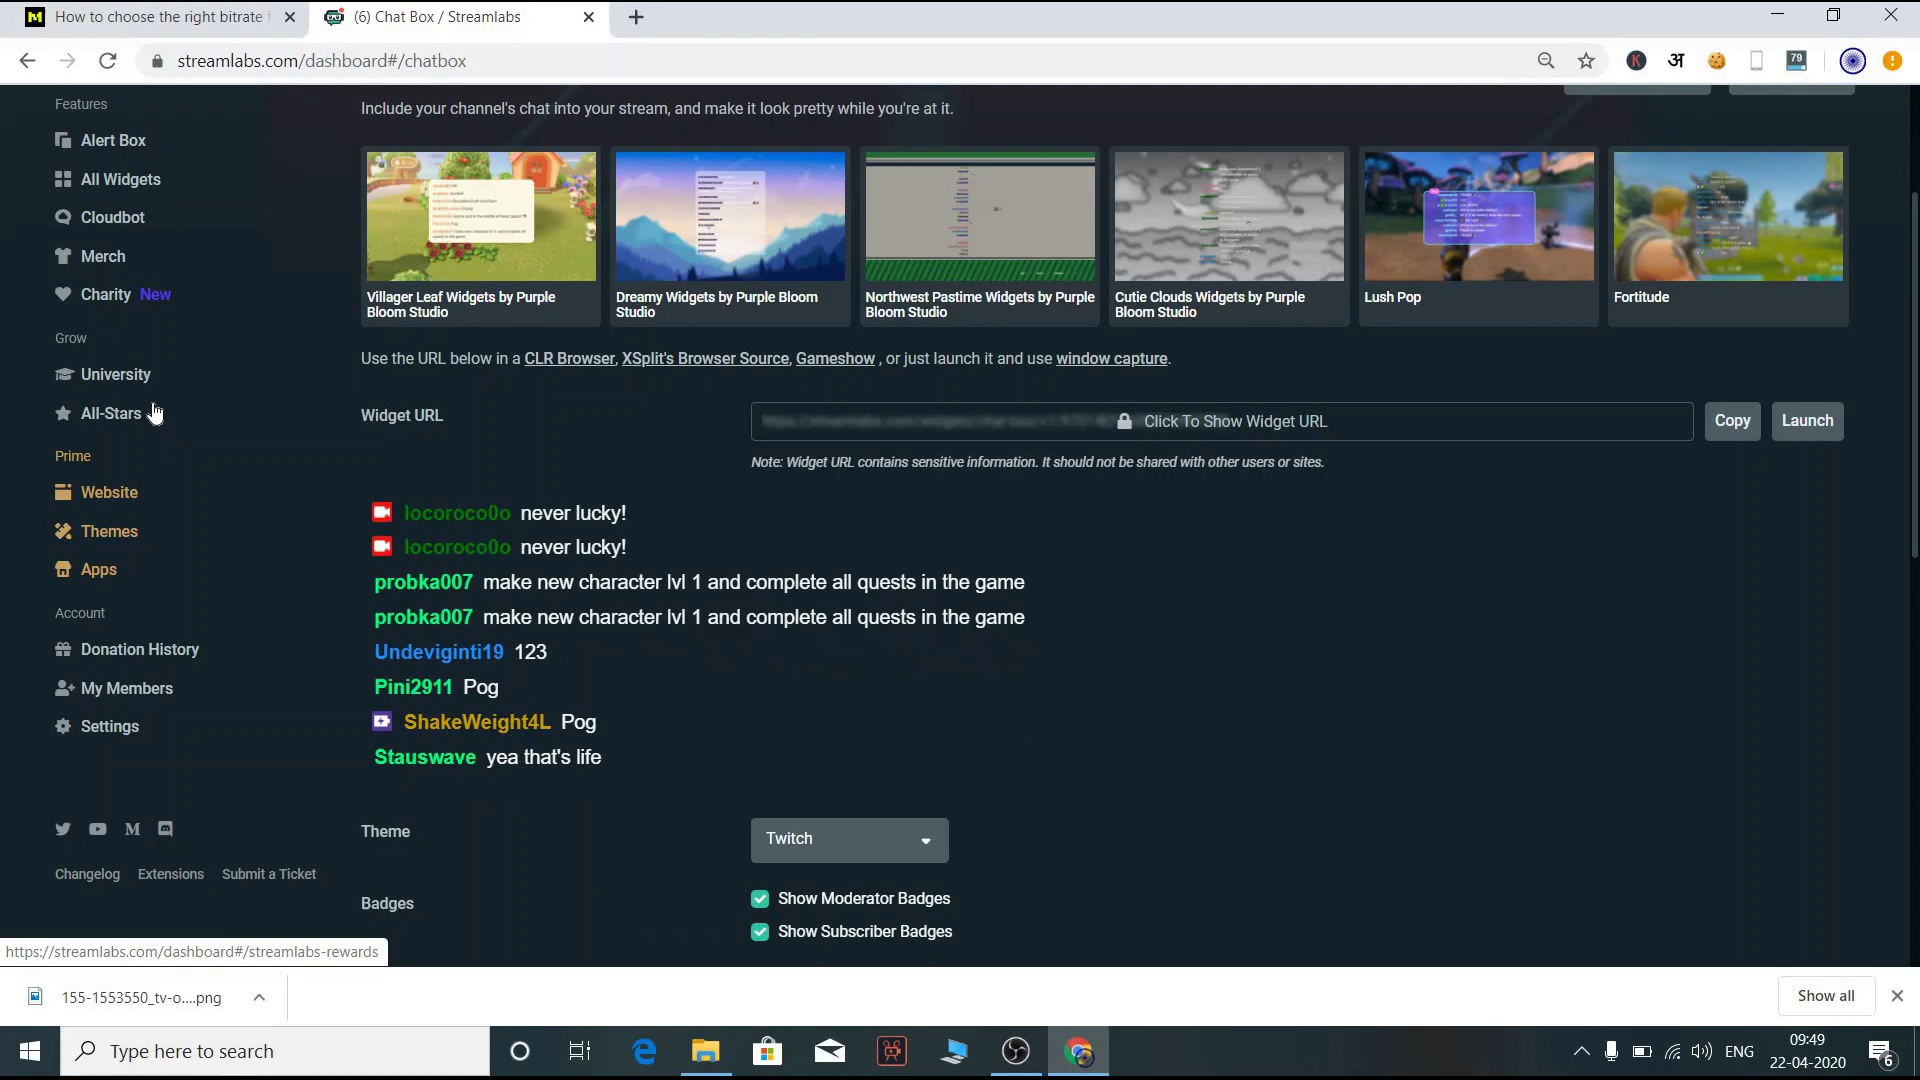 How to choose the right bitrate f
(6) Chat Box / Streamlabs
streamlabs.com/dashboard#/chatbox
अ
79
Features
Alert Box
All Widgets
Cloudbot
Merch
Charity New
Grow
University
All-Stars
Prime
Website
Themes
Apps
Account
Donation History
My Members
Settings
Changelog Extensions Submit a Ticket
https://streamlabs.com/dashboard#/streamlabs-rewards
Include your channel's chat into your stream, and make it look pretty while you're at it.
Villager Leaf Widgets by Purple
Bloom Studio
Dreamy Widgets by Purple Bloom
Studio
Northwest Pastime Widgets by Purple
Bloom Studio
Cutie Clouds Widgets by Purple
Bloom Studio
Lush Pop
Fortitude
Use the URL below in a CLR Browser, XSplit's Browser Source, Gameshow , or just launch it and use window capture.
Widget URL
Click To Show Widget URL
Copy
Launch
Note: Widget URL contains sensitive information. It should not be shared with other users or sites.
locoroco0o never lucky!
locoroco0o never lucky!
probka007 make new character lvl 1 and complete all quests in the game
probka007 make new character lvl 1 and complete all quests in the game
Undeviginti19 123
Pini2911 Pog
ShakeWeight4L Pog
Stauswave yea that's life
Theme
Twitch
Badges
Show Moderator Badges
Show Subscriber Badges
155-1553550_tv-o....png
Show all
Type here to search
ENG
09:49
22-04-2020
6